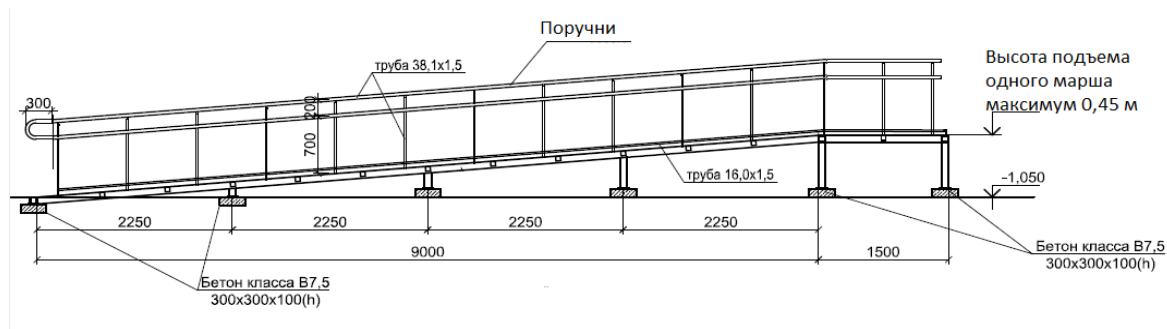 Поручни
труба 38,1х1,5
Высота подъема
одного марша
максимум 0,45 м
300
200
700
труба 16,0х1,5
-1,050
2250
2250
2250
2250
9000
1500
Бетон класса В7,5
300х300х100(h)
Бетон класса В7,5
300х300х100(h)